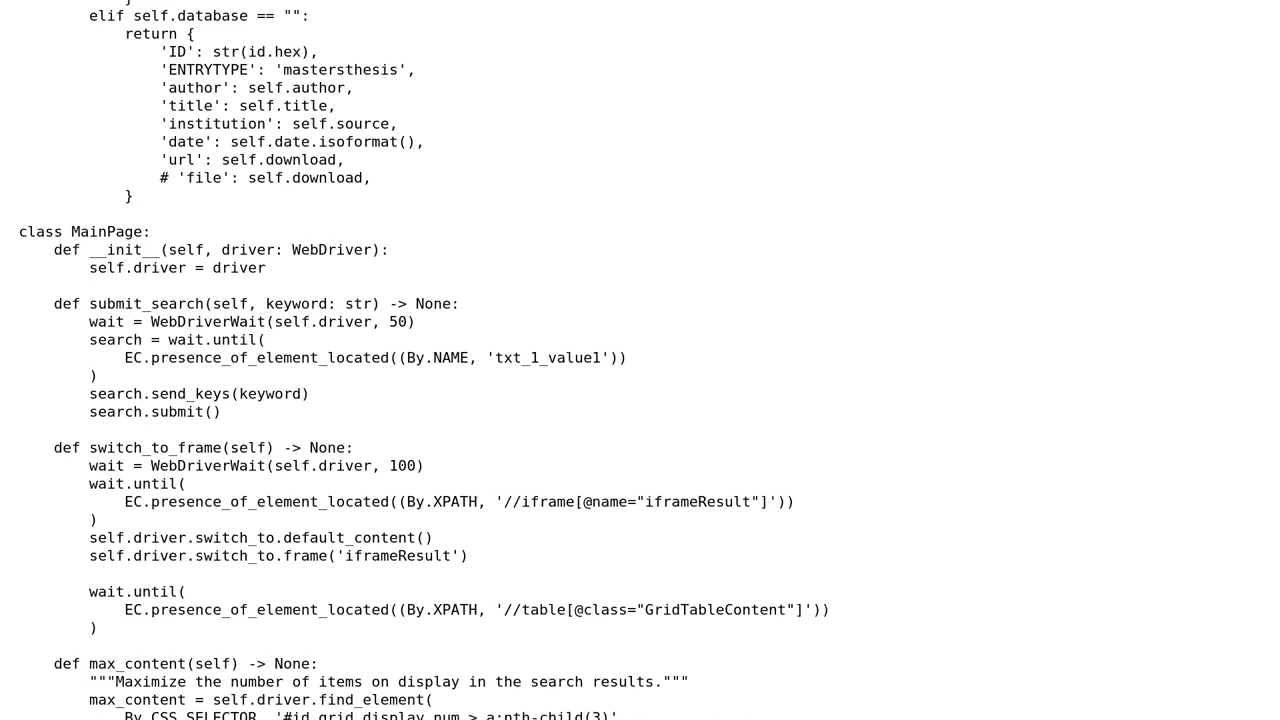 }
        elif self.database == "":
            return {
                'ID': str(id.hex),
                'ENTRYTYPE': 'mastersthesis',
                'author': self.author,
                'title': self.title,
                'institution': self.source,
                'date': self.date.isoformat(),
                'url': self.download,
                # 'file': self.download,
            }

class MainPage:
    def __init__(self, driver: WebDriver):
        self.driver = driver

    def submit_search(self, keyword: str) -> None:
        wait = WebDriverWait(self.driver, 50)
        search = wait.until(
            EC.presence_of_element_located((By.NAME, 'txt_1_value1'))
        )
        search.send_keys(keyword)
        search.submit()

    def switch_to_frame(self) -> None:
        wait = WebDriverWait(self.driver, 100)
        wait.until(
            EC.presence_of_element_located((By.XPATH, '//iframe[@name="iframeResult"]'))
        )
        self.driver.switch_to.default_content()
        self.driver.switch_to.frame('iframeResult')

        wait.until(
            EC.presence_of_element_located((By.XPATH, '//table[@class="GridTableContent"]'))
        )

    def max_content(self) -> None:
        """Maximize the number of items on display in the search results."""
        max_content = self.driver.find_element(
            By.CSS_SELECTOR, '#id_grid_display_num > a:nth-child(3)',